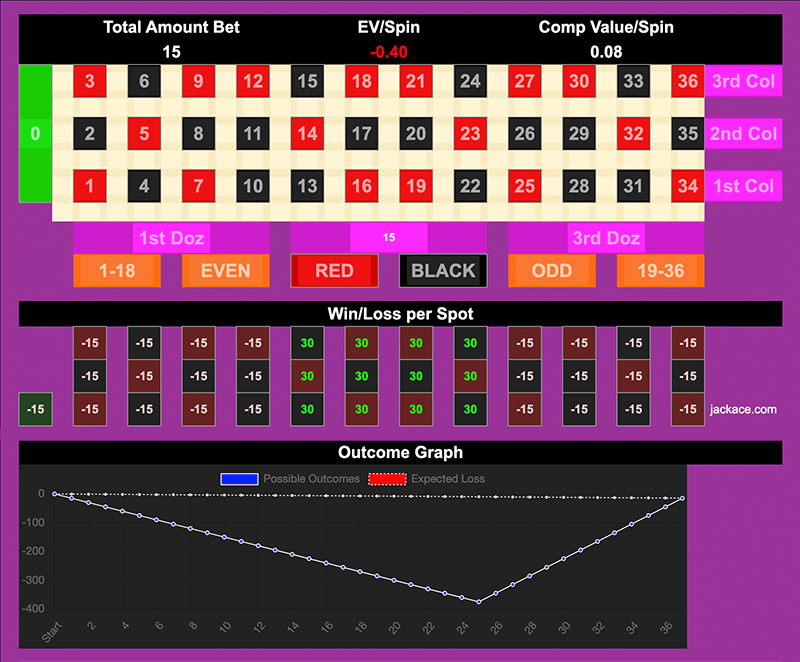 Total Amount Bet EV/Spin Comp Value/Spin
15 -0.40 0.08
3 6 9 12 15 18 21 24 27 30 33 36 3rd Col
0 2 5 8 11 14 17 20 23 26 29 32 35 2nd Col
1 4 7 10 13 16 19 22 25 28 31 34 1st Col
1st Doz 15 3rd Doz
1-18 EVEN RED BLACK ODD 19-36
Win/Loss per Spot
-15 -15 -15 -15 30 30 30 30 -15 -15 -15 -15
-15 -15 -15 -15 30 30 30 30 -15 -15 -15 -15
-15 -15 -15 -15 -15 30 30 30 30 -15 -15 -15 -15 jackace.com
Outcome Graph
Possible Outcomes Expected Loss
0
-100
-200
-300
-400
Start 2 4 6 8 10 12 14 16 18 20 22 24 26 28 30 32 34 36